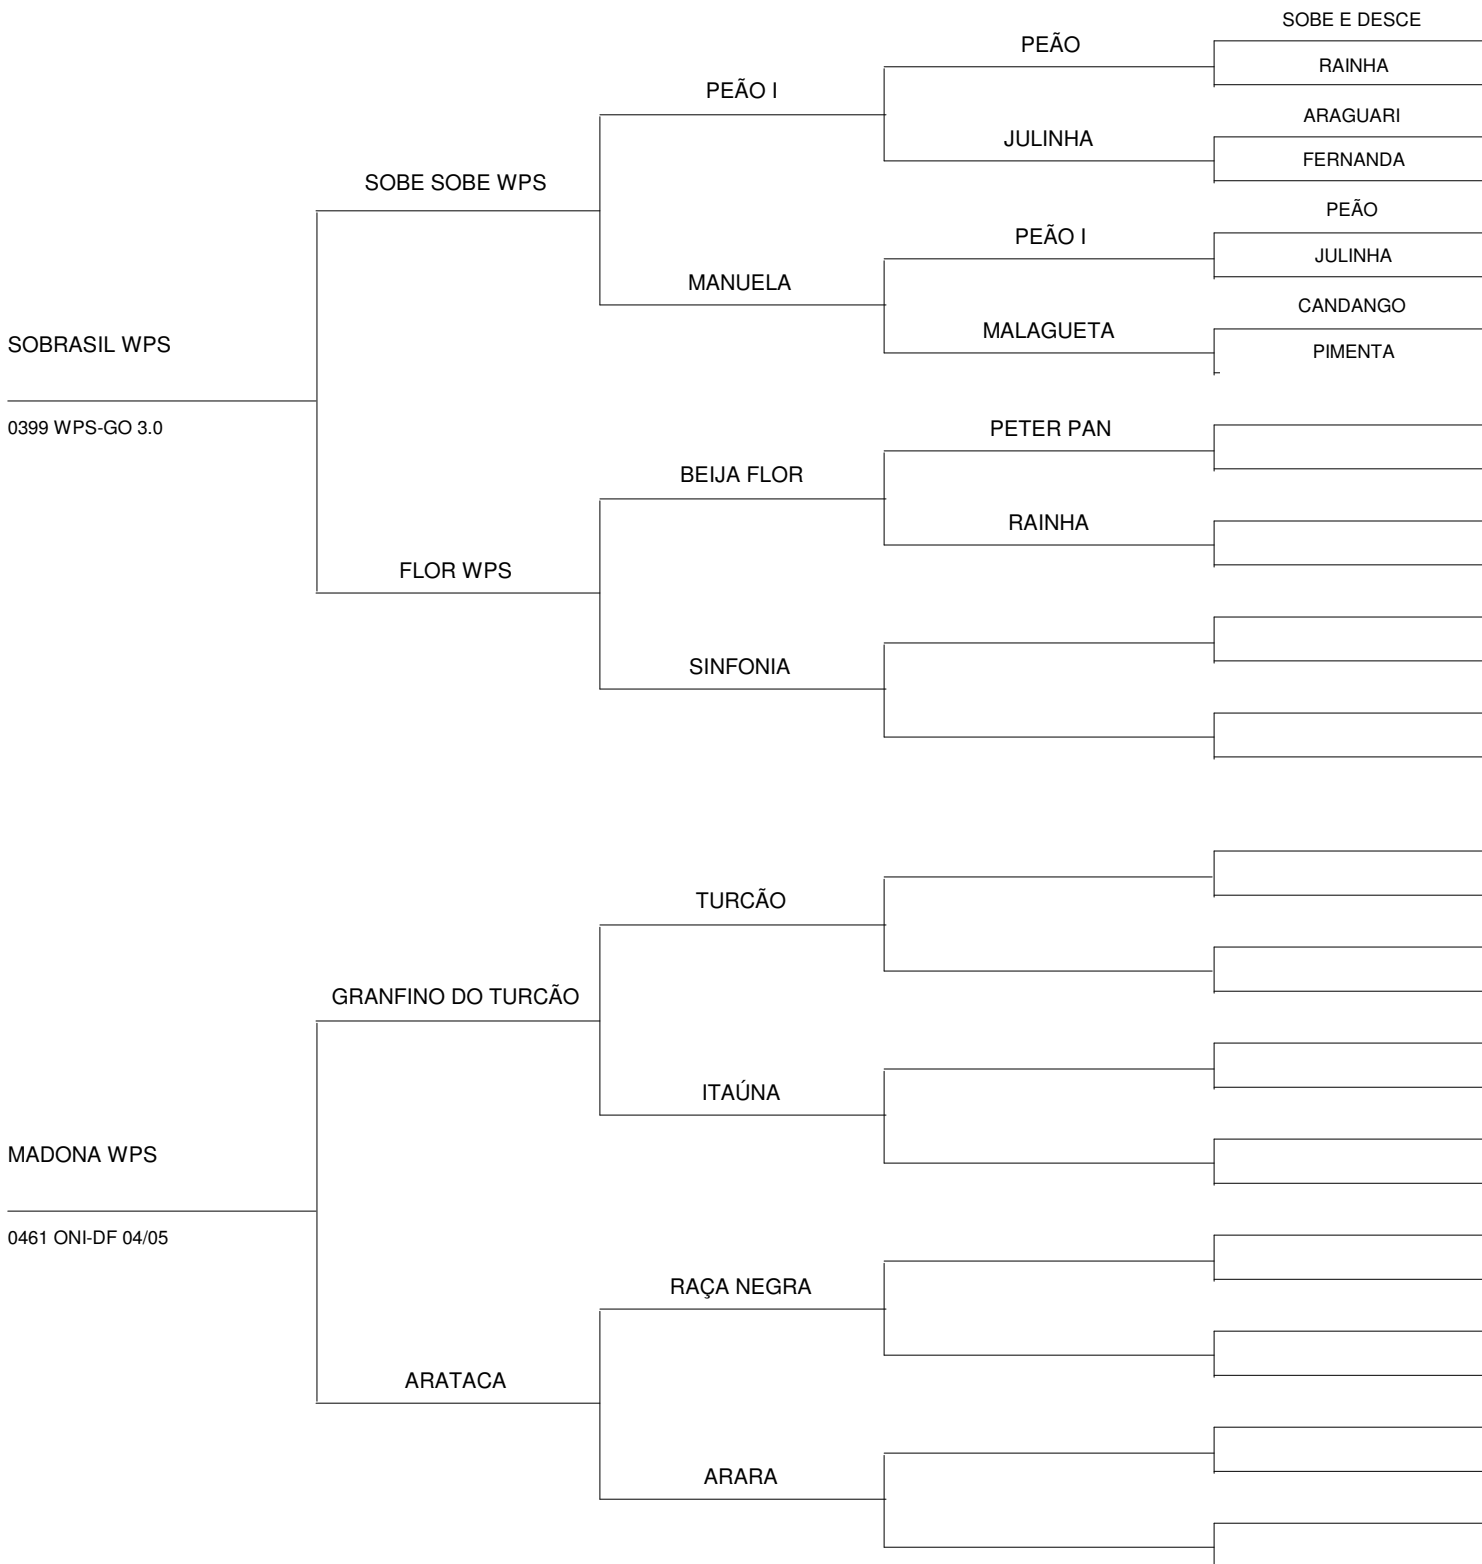 SOBE E DESCE
PEÃO
RAINHA
PEÃO I
ARAGUARI
JULINHA
FERNANDA
SOBE SOBE WPS
PEÃO
PEÃO I
JULINHA
MANUELA
CANDANGO
MALAGUETA
SOBRASIL WPS
PIMENTA
0399 WPS-GO 3.0
PETER PAN
BEIJA FLOR
RAINHA
FLOR WPS
SINFONIA
TURCÃO
GRANFINO DO TURCÃO
ITAÚNA
MADONA WPS
0461 ONI-DF 04/05
RAÇA NEGRA
ARATACA
ARARA